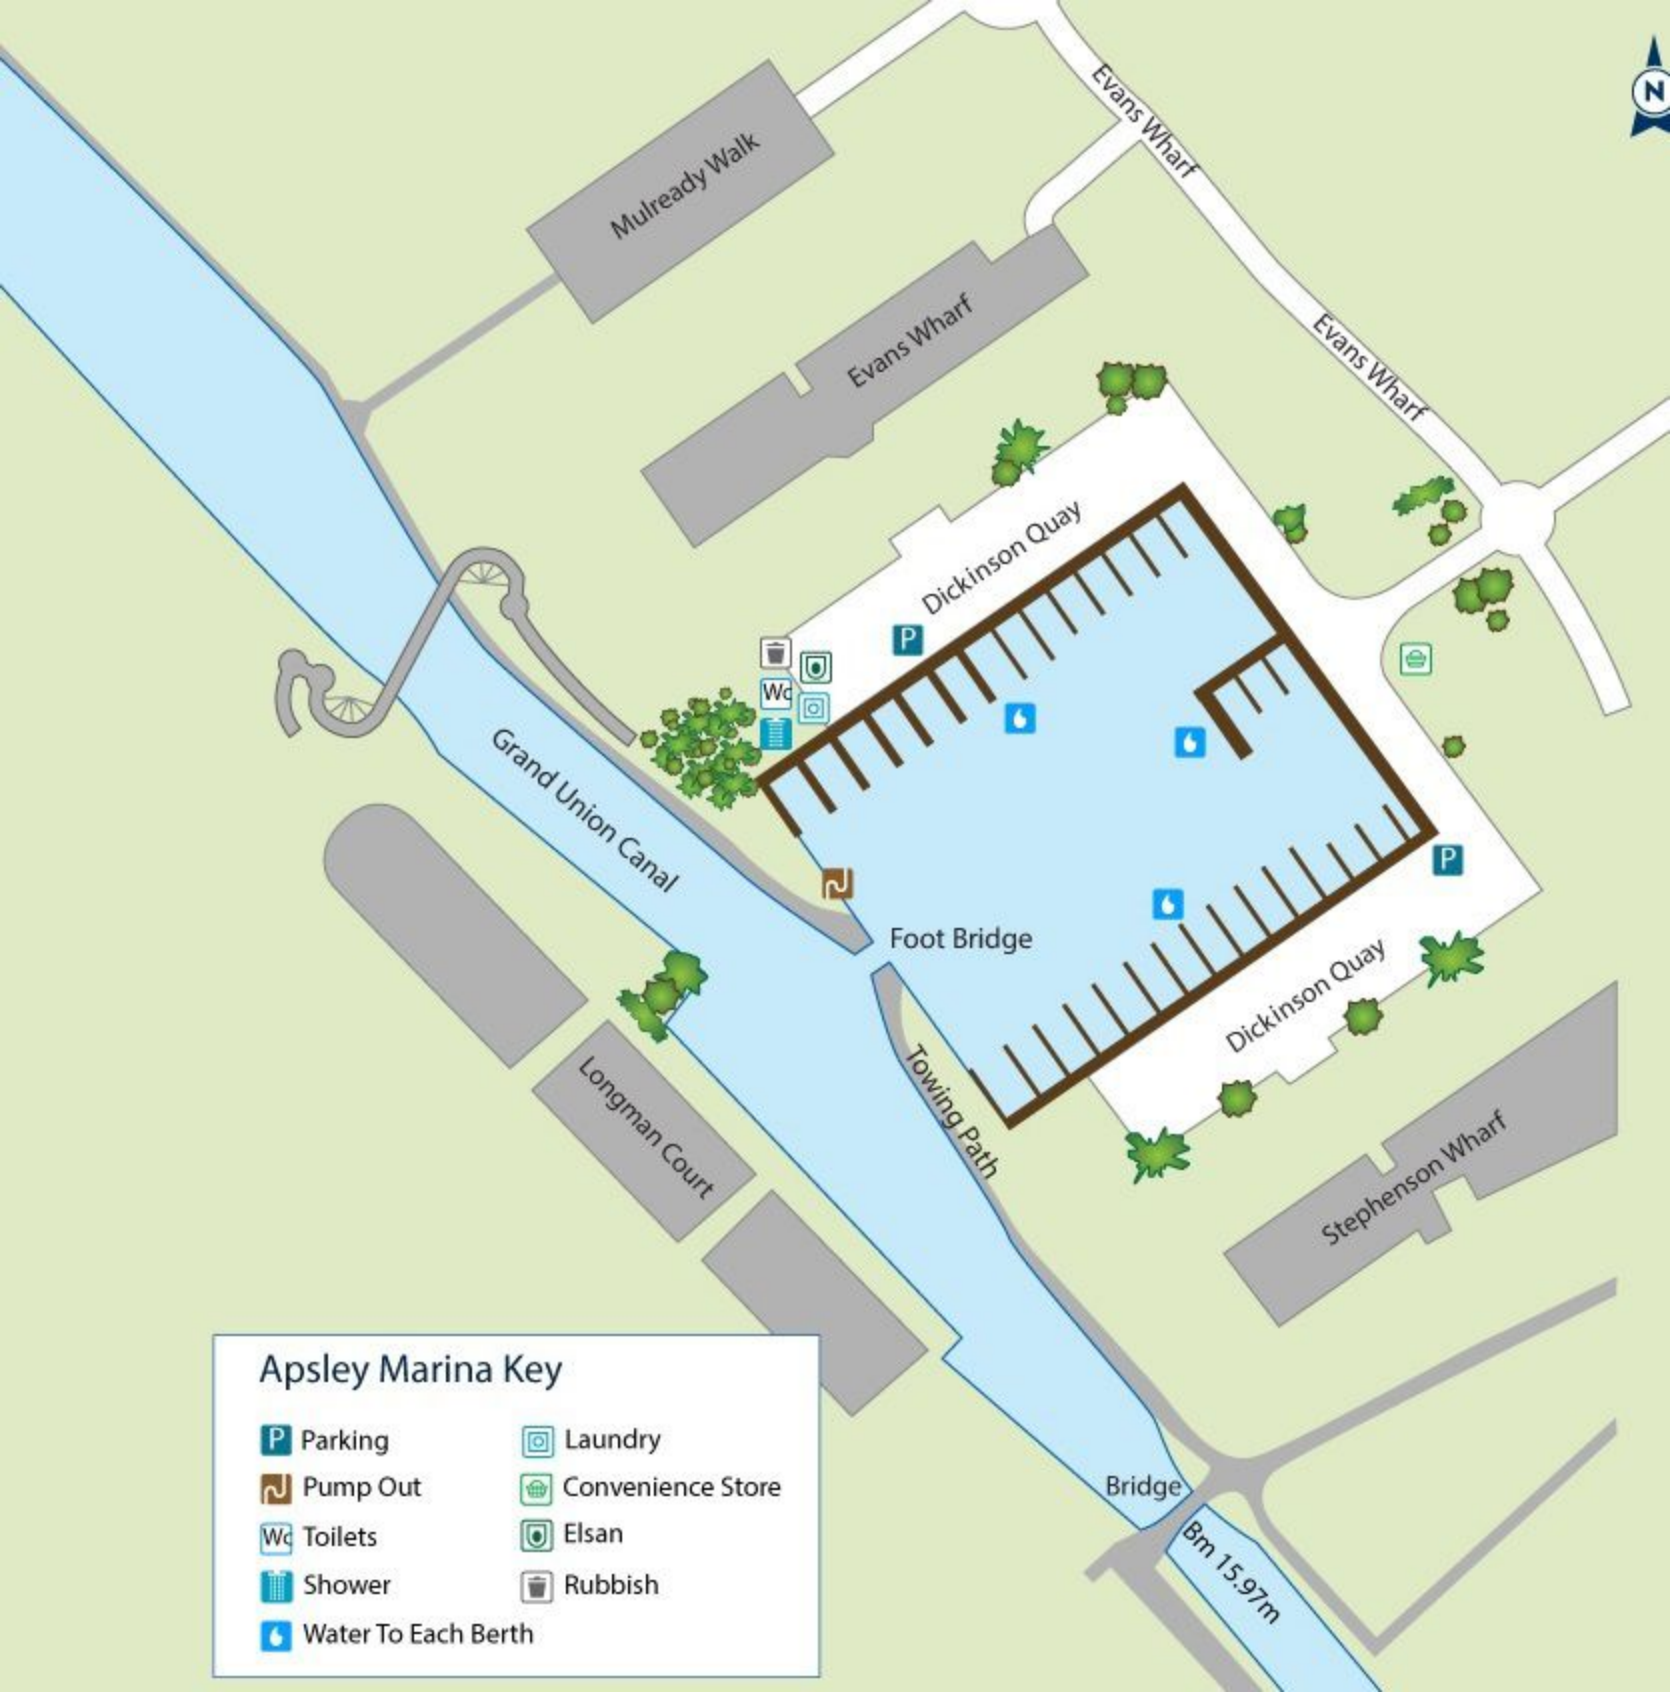 N
Evans Wharf
Mulready Walk
Evans Wharf
Evans Wharf
Dickinson Quay
P
Wc
Grand Union Canal
P
Foot Bridge
Dickinson Quay
Towing Path
Longman Court
Stephenson Wharf
Bridge
Bm 15.97m
Apsley Marina Key
P Parking
Laundry
Pump Out
Convenience Store
Wc Toilets
Elsan
Shower
Rubbish
Water To Each Berth